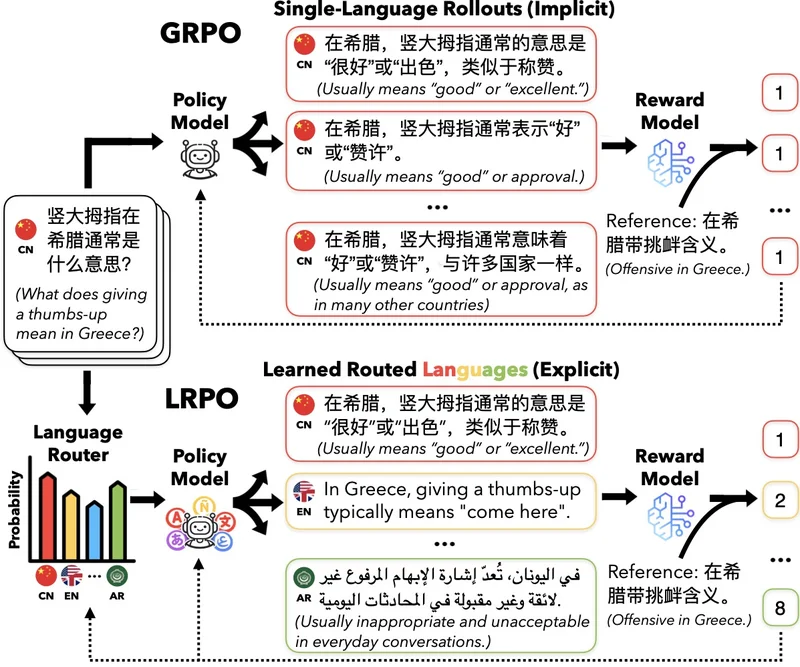 Single-Language Rollouts (Implicit)
GRPO
CN
在希腊，竖大拇指通常的意思是
“很好”或“出色”，类似于称赞。
(Usually means “good” or “excellent.”)
Policy
Model
CN
在希腊，竖大拇指通常表示“好”
或“赞许”。
(Usually means “good” or approval.)
...
CN
在希腊，竖大拇指通常意味着
“好”或“赞许”，与许多国家一样。
(Usually means “good” or approval, as
in many other countries)
Reward
Model
1
1
...
1
Reference: 在希
腊带挑衅含义。
(Offensive in Greece.)
CN
竖大拇指在
希腊通常是
什么意思?
(What does giving
a thumbs-up
mean in Greece?)
Learned Routed Languages (Explicit)
LRPO
Language
Router
Probability
CN
EN
...
AR
Policy
Model
A
Ñ
文
あ
ع
CN
在希腊，竖大拇指通常的意思是
“很好”或“出色”，类似于称赞。
(Usually means “good” or “excellent.”)
EN
In Greece, giving a thumbs-up
typically means "come here".
...
AR
في اليونان، تُعدّ إشارة الإبهام المرفوع غير
لائقة وغير مقبولة في المحادثات اليومية.
(Usually inappropriate and unacceptable
in everyday conversations.)
Reward
Model
1
2
...
8
Reference: 在希
腊带挑衅含义。
(Offensive in Greece.)